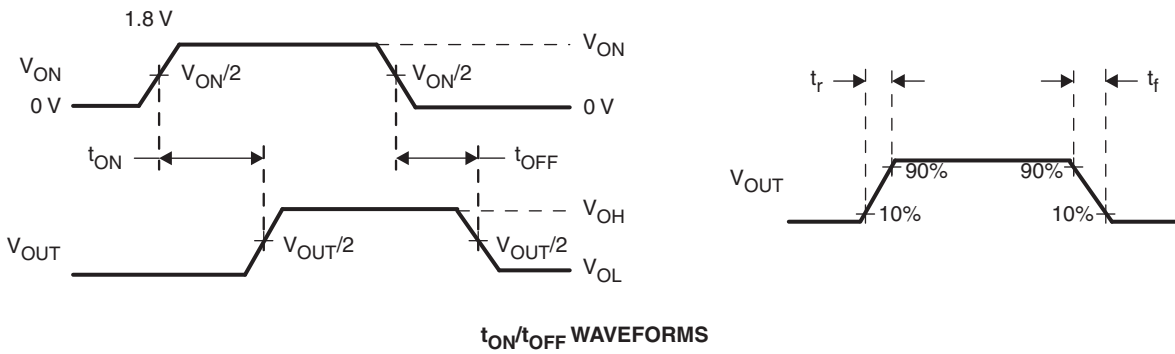 1.8 V
V_ON
V_ON
V_ON/2
V_ON/2
0 V
0 V
t_ON
t_OFF
V_OH
V_OUT
V_OUT/2
V_OUT/2
V_OL
t_r
t_f
V_OUT
90%
90%
10%
10%
t_ON/t_OFF WAVEFORMS